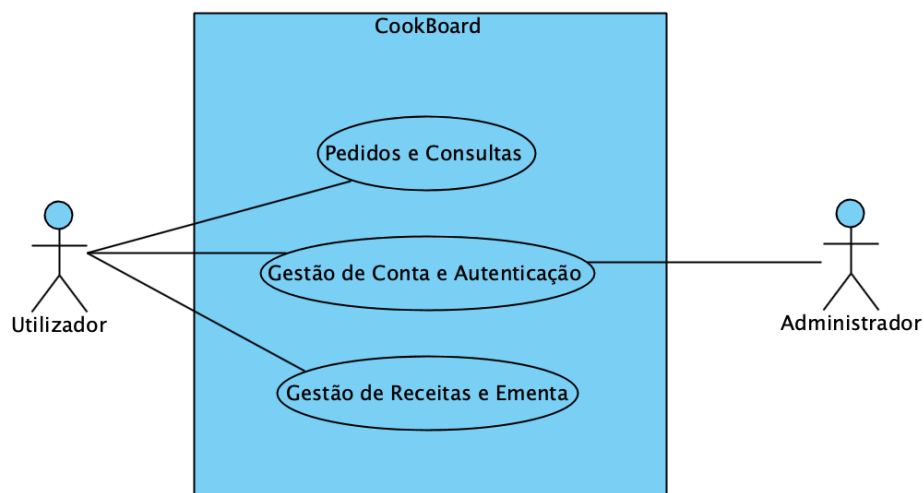 CookBoard
Pedidos e Consultas
Gestão de Conta e Autenticação
Utilizador
Administrador
Gestão de Receitas e Ementa